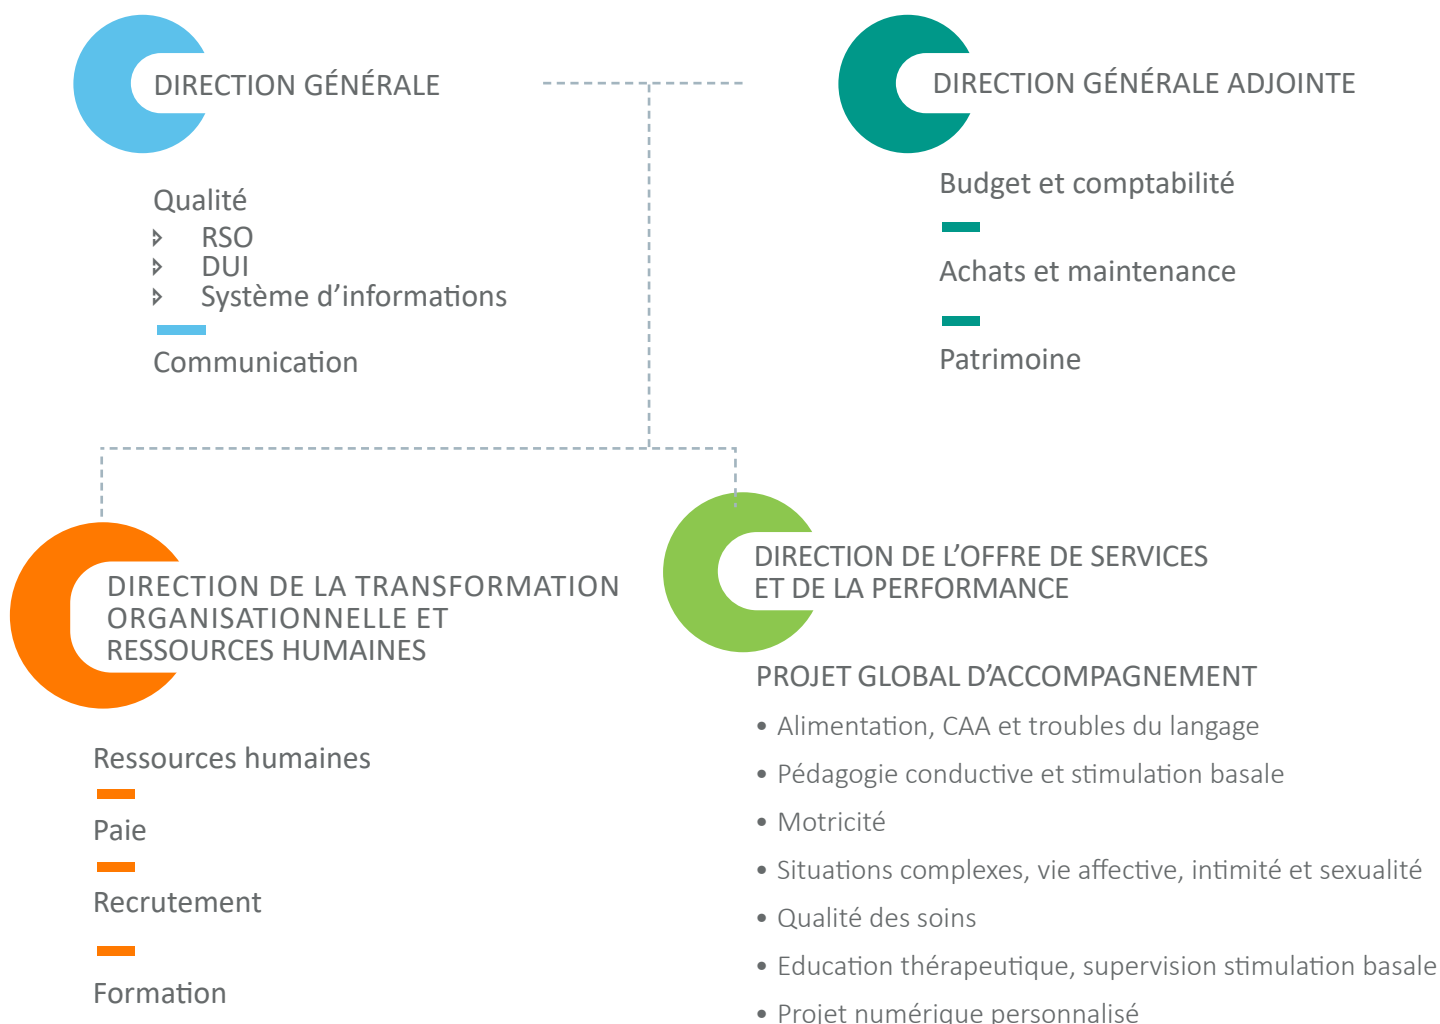 DIRECTION GÉNÉRALE
Qualité
RSO
DUI
Système d’informations
Communication
DIRECTION GÉNÉRALE ADJOINTE
Budget et comptabilité
Achats et maintenance
Patrimoine
DIRECTION DE LA TRANSFORMATION
ORGANISATIONNELLE ET
RESSOURCES HUMAINES
Ressources humaines
Paie
Recrutement
Formation
DIRECTION DE L’OFFRE DE SERVICES
ET DE LA PERFORMANCE
PROJET GLOBAL D’ACCOMPAGNEMENT
• Alimentation, CAA et troubles du langage
• Pédagogie conductive et stimulation basale
• Motricité
• Situations complexes, vie affective, intimité et sexualité
• Qualité des soins
• Education thérapeutique, supervision stimulation basale
• Projet numérique personnalisé